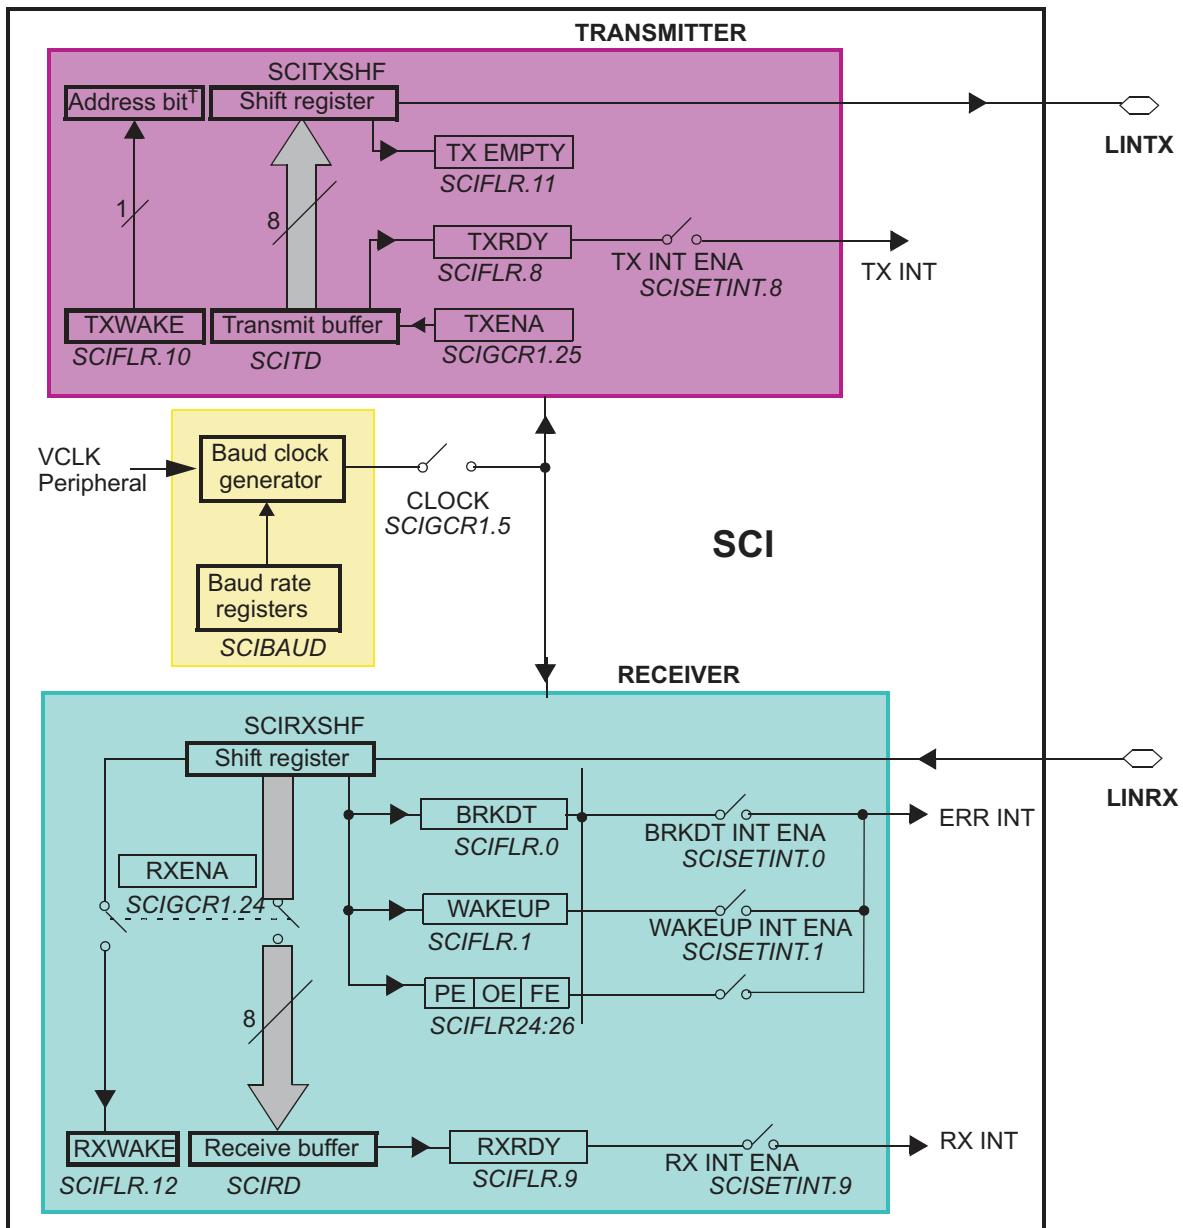 TRANSMITTER
SCITXSHF
Address bit†
Shift register
LINTX
TX EMPTY
SCIFLR.11
1
8
TXRDY
SCIFLR.8
TX INT ENA
SCISETINT.8
TX INT
TXWAKE
SCIFLR.10
Transmit buffer
SCITD
TXENA
SCIGCR1.25
VCLK
Peripheral
Baud clock
generator
CLOCK
SCIGCR1.5
SCI
Baud rate
registers
SCIBAUD
RECEIVER
SCIRXSHF
Shift register
LINRX
BRKDT
SCIFLR.0
BRKDT INT ENA
SCISETINT.0
ERR INT
RXENA
SCIGCR1.24
WAKEUP
SCIFLR.1
WAKEUP INT ENA
SCISETINT.1
PE OE FE
SCIFLR24:26
8
RXWAKE
SCIFLR.12
Receive buffer
SCIRD
RXRDY
SCIFLR.9
RX INT ENA
SCISETINT.9
RX INT